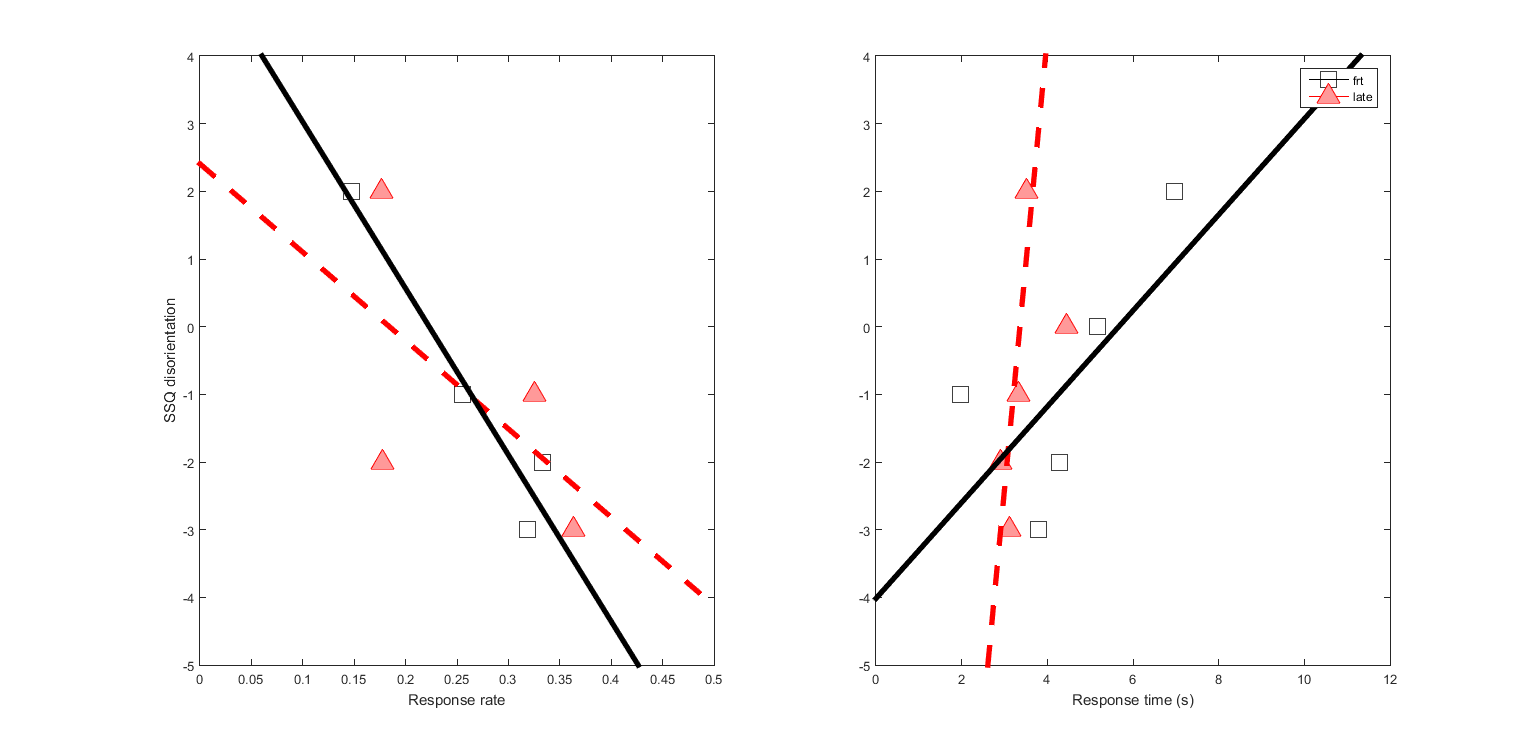 4
3
2
1
0
-1
-2
-3
-4
-5
SSQ disorientation
0 0.05 0.1 0.15 0.2 0.25 0.3 0.35 0.4 0.45 0.5
Response rate
4
3
2
1
0
-1
-2
-3
-4
-5
0 2 4 6 8 10 12
Response time (s)
frt
late